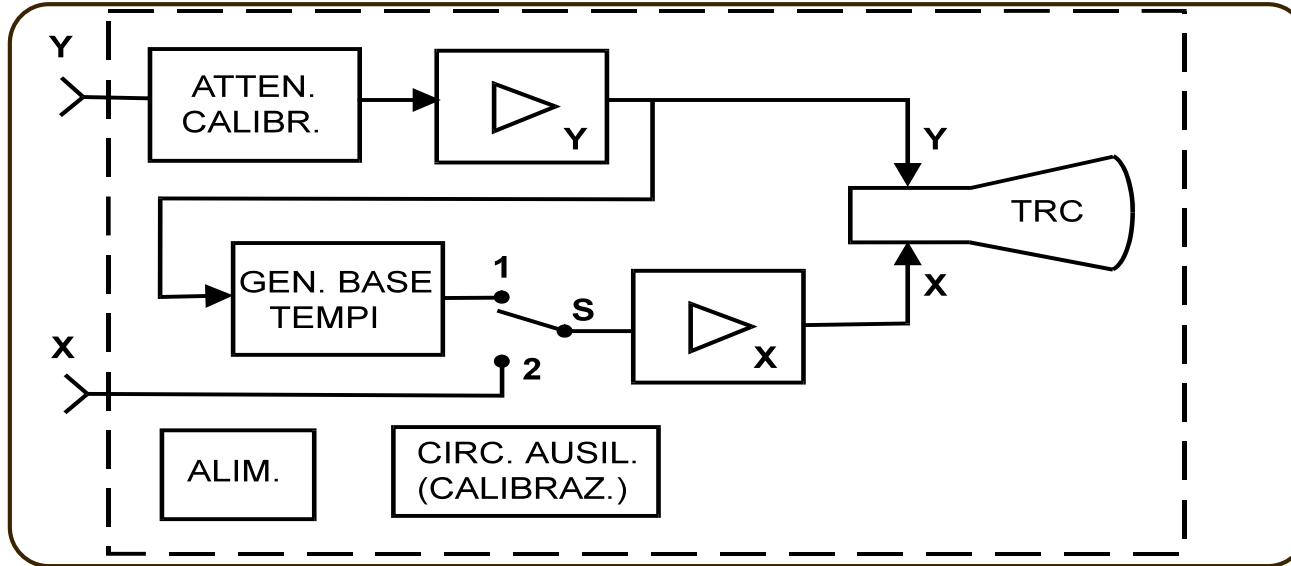 Y
ATTEN.
CALIBR.
Y
Y
TRC
GEN. BASE
TEMPI
1
S
2
X
X
X
ALIM.
CIRC. AUSIL.
(CALIBRAZ.)